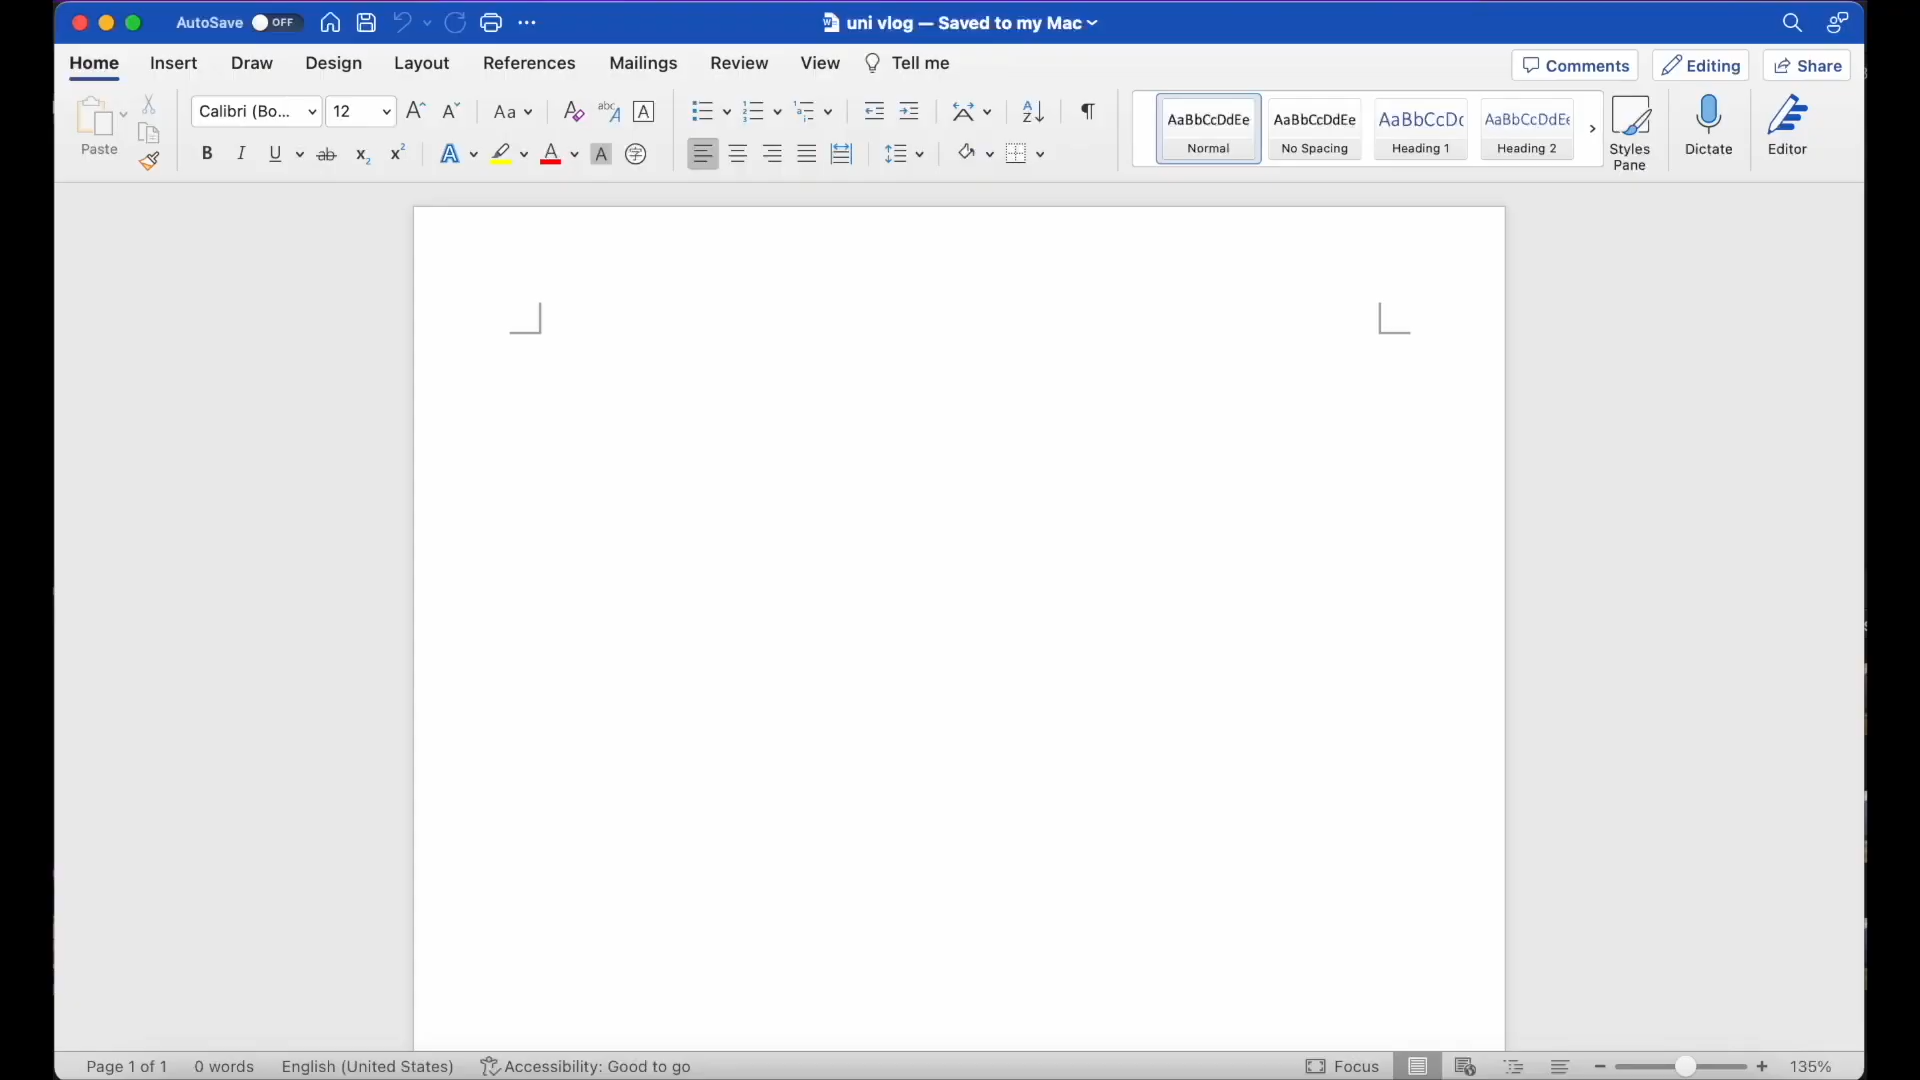 AutoSave OFF
uni vlog — Saved to my Mac
Home Insert Draw Design Layout References Mailings Review View Tell me
Comments Editing Share
Paste
Calibri (Bo... 12 Aa
AaBbCcDdEe AaBbCcDdEe AaBbCcDc AaBbCcDdEe
Normal No Spacing Heading 1 Heading 2
Styles Pane
Dictate
Editor
Page 1 of 1 0 words English (United States) Accessibility: Good to go Focus 135%